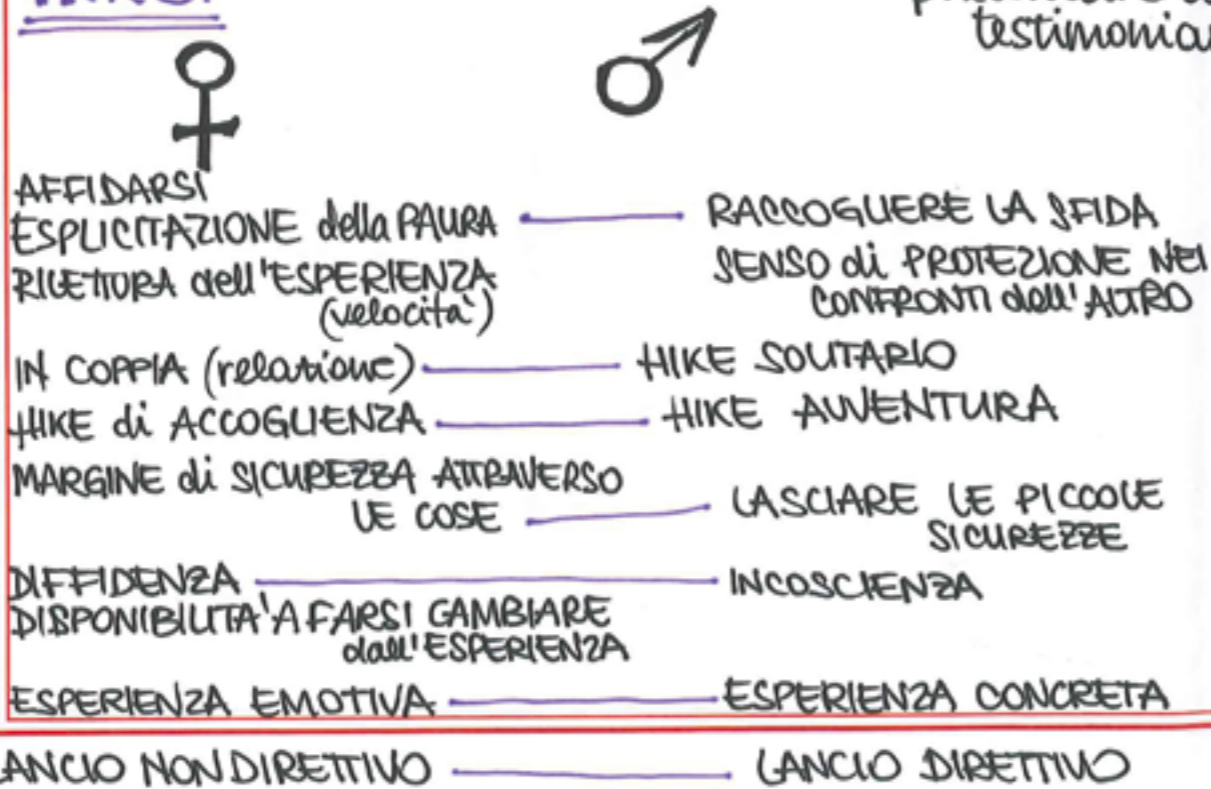 testimonia
AFFIDARSI
ESPLICITAZIONE della PAURA
RACCOGLIERE LA SFIDA
RILETTURA dell'ESPERIENZA
(velocità)
SENSO di PROTEZIONE NEI
CONFRONTI dell'ALTRO
IN COPPIA (relazione)
HIKE SOLITARIO
HIKE di ACCOGLIENZA
HIKE AVVENTURA
MARGINE di SICUREZZA ATTRAVERSO
LE COSE
LASCIARE LE PICCOLE
SICUREZZE
DIFFIDENZA
INCOSCIENZA
DISPONIBILITA' A FARSI CAMBIARE
dall'ESPERIENZA
ESPERIENZA EMOTIVA
ESPERIENZA CONCRETA
LANCIO NON DIRETTIVO
LANCIO DIRETTIVO